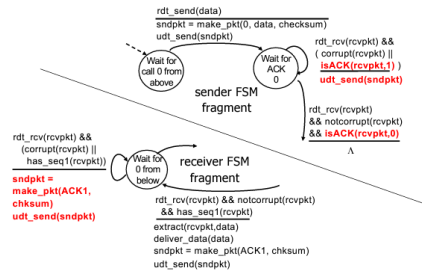 rdt_send(data)
sndpkt = make_pkt(0, data, checksum)
udt_send(sndpkt)
Wait for
call 0 from
above
Wait for
ACK
0
rdt_rcv(rcvpkt) &&
( corrupt(rcvpkt) ||
isACK(rcvpkt,1) )
udt_send(sndpkt)
sender FSM
fragment
rdt_rcv(rcvpkt)
&& notcorrupt(rcvpkt)
&& isACK(rcvpkt,0)
Λ
rdt_rcv(rcvpkt) &&
(corrupt(rcvpkt) ||
has_seq1(rcvpkt))
sndpkt =
make_pkt(ACK1,
chksum)
udt_send(sndpkt)
Wait for
0 from
below
receiver FSM
fragment
rdt_rcv(rcvpkt) && notcorrupt(rcvpkt)
&& has_seq1(rcvpkt)
extract(rcvpkt,data)
deliver_data(data)
sndpkt = make_pkt(ACK1, chksum)
udt_send(sndpkt)